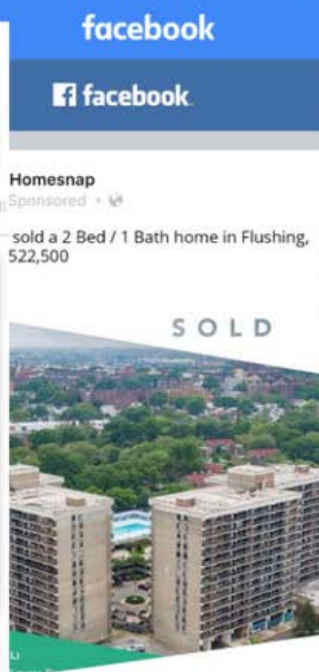 facebook
facebook
Homesnap
Sponsored
sold a 2 Bed / 1 Bath home in Flushing,
522,500
SOLD